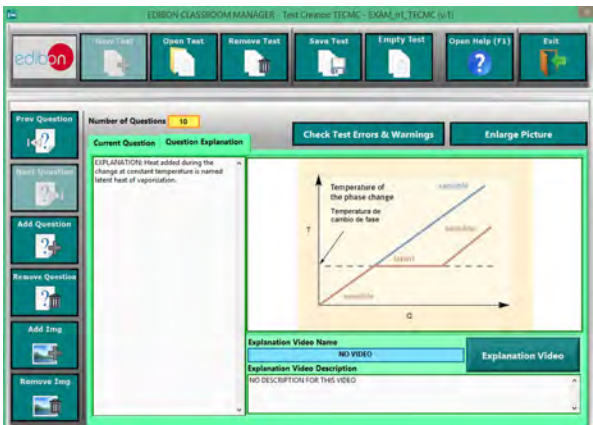 EDIBON CLASSROOM MANAGER - Test Creator TECMC - EXAM_n1_TECMC (v:1)
edibon
New Test
Open Test
Remove Test
Save Test
Empty Test
Open Help (F1)
Exit
Prev Question
Next Question
Add Question
Remove Question
Add Img
Remove Img
Number of Questions 10
Current Question Question Explanation
Check Test Errors & Warnings
Enlarge Picture
EXPLANATION: Heat added during the
change at constant temperature is named
latent heat of vaporization.
Temperature of
the phase change
Temperatura de
cambio de fase
T
sensible
sensible
latent
sensible
Q
Explanation Video Name
NO VIDEO
Explanation Video
Explanation Video Description
NO DESCRIPTION FOR THIS VIDEO